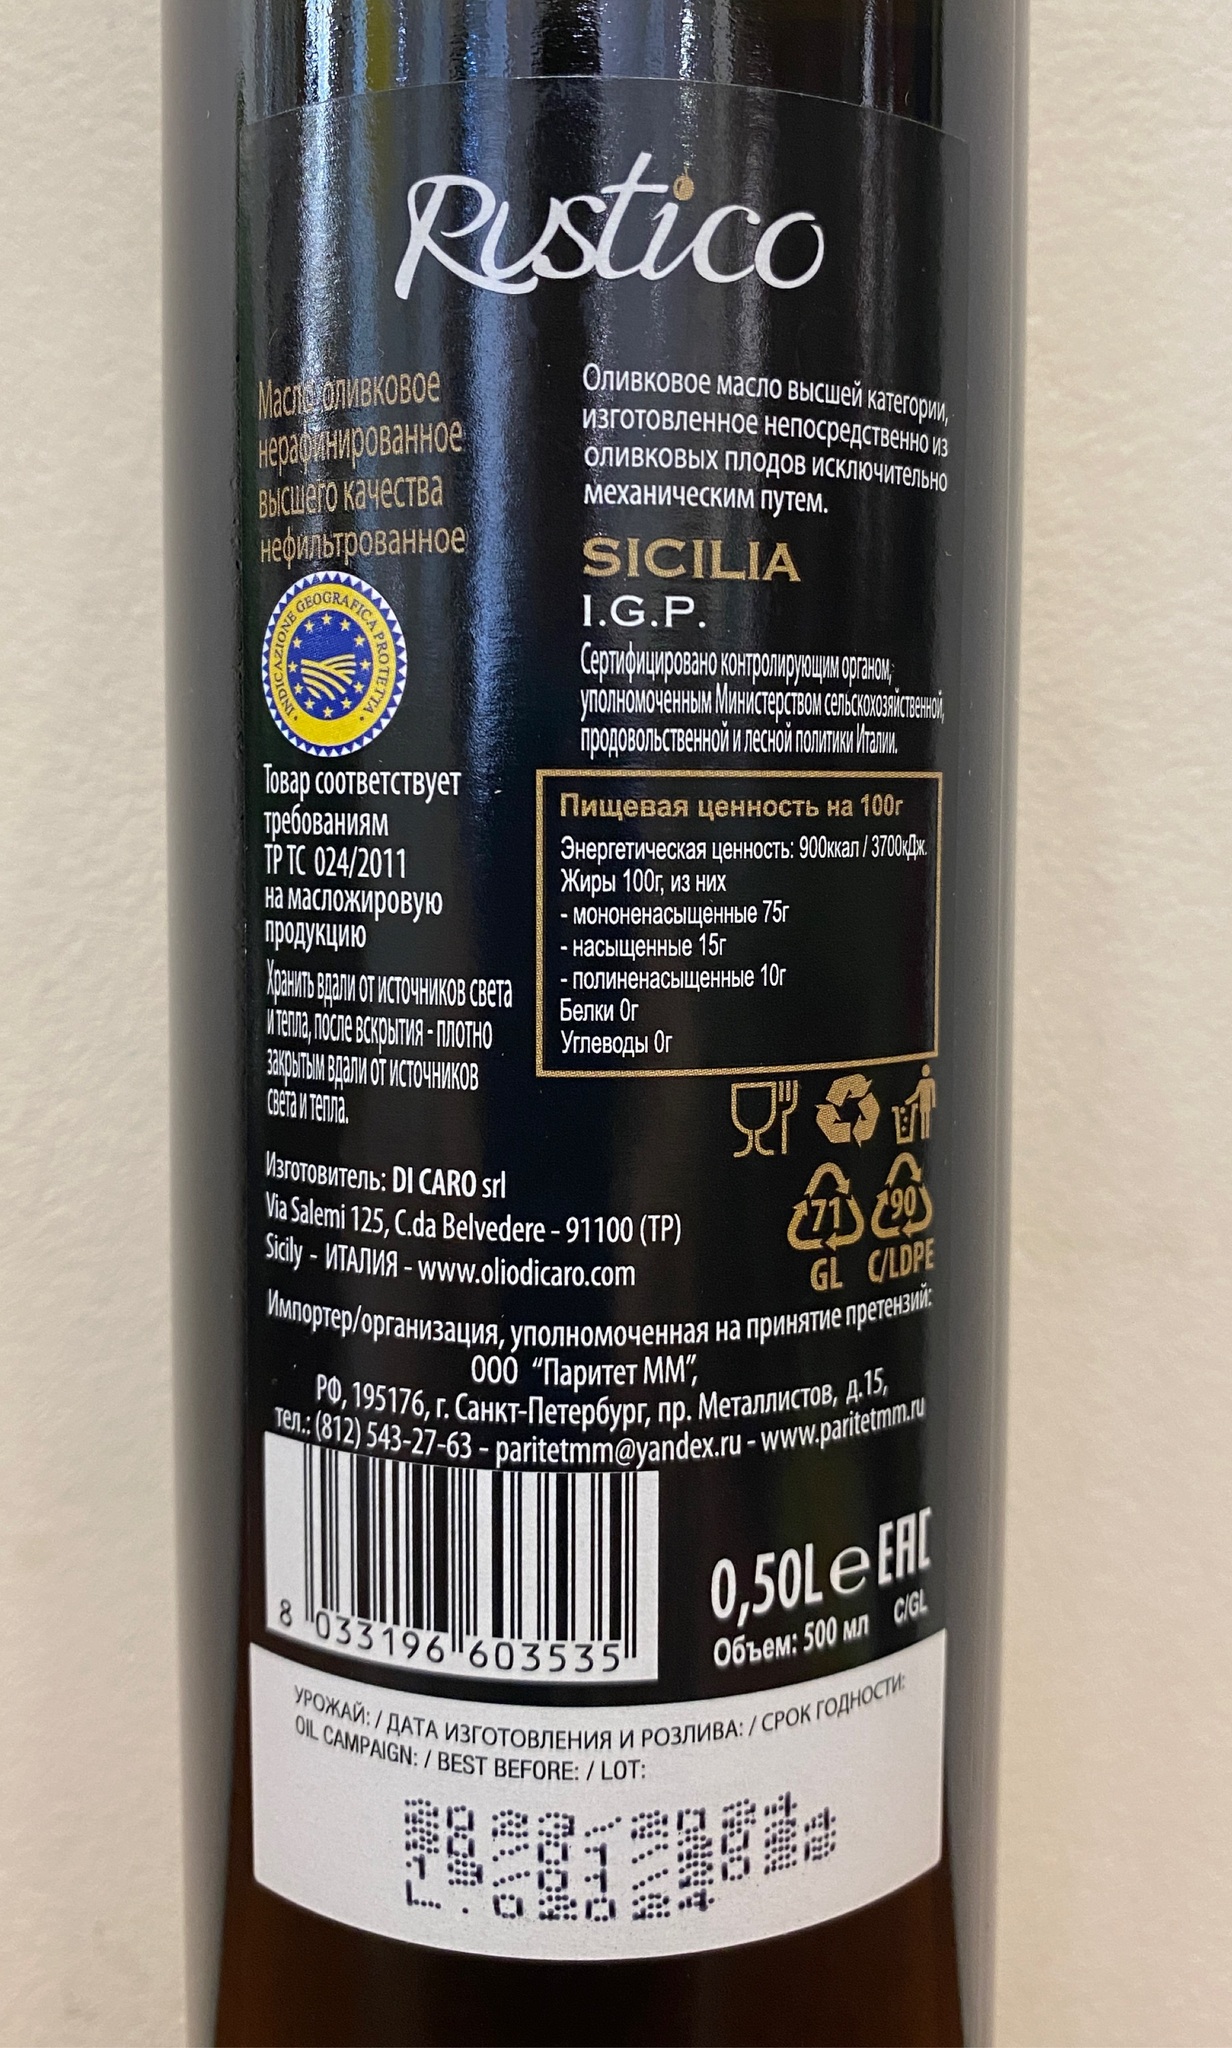 Rustico
Масло оливковое
нерафинированное
высшего качества
нефильтрованное
INDICAZIONE GEOGRAFICA PROTETTA
Товар соответствует
требованиям
ТР ТС 024/2011
на масложировую
продукцию
Хранить вдали от источников света
и тепла, после вскрытия - плотно
закрытым вдали от источников
света и тепла.
Оливковое масло высшей категории,
изготовленное непосредственно из
оливковых плодов исключительно
механическим путем.
SICILIA
I.G.P.
Сертифицировано контролирующим органом,
уполномоченным Министерством сельскохозяйственной,
продовольственной и лесной политики Италии.
Пищевая ценность на 100г
Энергетическая ценность: 900ккал / 3700кДж.
Жиры 100г, из них
- мононенасыщенные 75г
- насыщенные 15г
- полиненасыщенные 10г
Белки 0г
Углеводы 0г
71 90
GL C/LDPE
Изготовитель: DI CARO srl
Via Salemi 125, C.da Belvedere - 91100 (TP)
Sicily - ИТАЛИЯ - www.oliodicaro.com
Импортер/организация, уполномоченная на принятие претензий:
ООО “Паритет ММ”,
РФ, 195176, г. Санкт-Петербург, пр. Металлистов, д.15,
тел.: (812) 543-27-63 - paritetmm@yandex.ru - www.paritetmm.ru
8 033196 603535
0,50L e EAC
Объем: 500 мл C/GL
УРОЖАЙ: / ДАТА ИЗГОТОВЛЕНИЯ И РОЗЛИВА: / СРОК ГОДНОСТИ:
OIL CAMPAIGN: / BEST BEFORE: / LOT:
L.02024